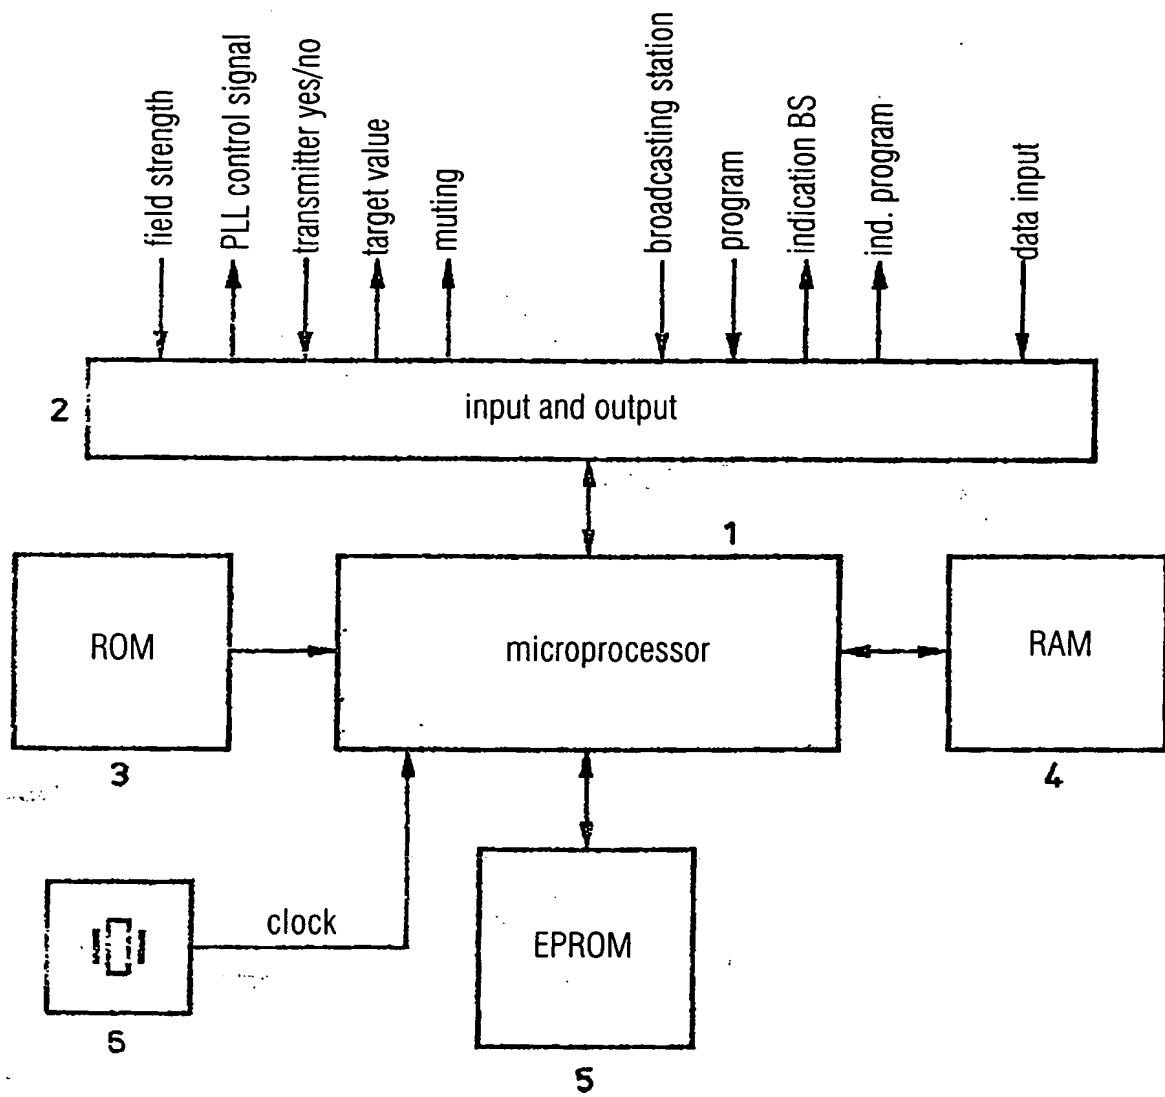 field strength
PLL control signal
transmitter yes/no
target value
muting
broadcasting station
program
indication BS
ind. program
data input
2
input and output
1
ROM
microprocessor
RAM
3
4
clock
EPROM
5